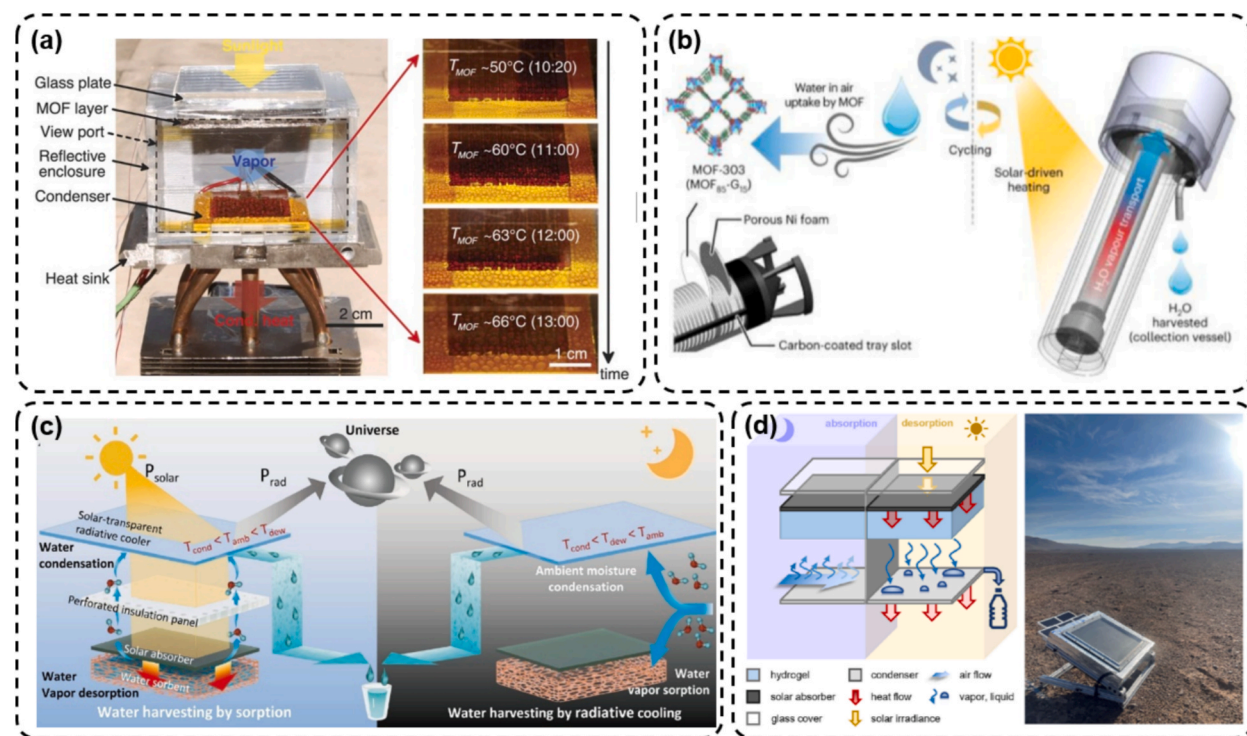 (a)
Sunlight
Glass plate
MOF layer
View port
Reflective
enclosure
Condenser
Heat sink
Vapor
Cond. heat
2 cm
T_MOF ~50°C (10:20)
T_MOF ~60°C (11:00)
T_MOF ~63°C (12:00)
T_MOF ~66°C (13:00)
1 cm
time
(b)
Water in air
uptake by MOF
MOF-303
(MOF₈₅-G₁₅)
Porous Ni foam
Carbon-coated tray slot
Cycling
Solar-driven
heating
H₂O vapour transport
H₂O
harvested
(collection vessel)
(c)
Universe
P_solar
P_rad
P_rad
Solar-transparent
radiative cooler
T_cond < T_amb < T_dew
Water
condensation
Perforated insulation panel
Solar absorber
Water sorbent
Water
Vapor desorption
Water harvesting by sorption
T_cond < T_dew < T_amb
Ambient moisture
condensation
Water
vapor sorption
Water harvesting by radiative cooling
(d)
absorption
desorption
hydrogel
condenser
air flow
solar absorber
heat flow
vapor, liquid
glass cover
solar irradiance